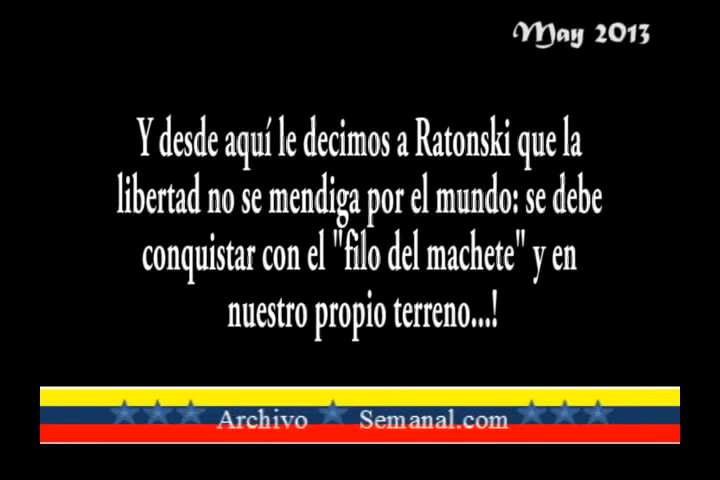 May 2013
Y desde aquí le decimos a Ratonski que la
libertad no se mendiga por el mundo: se debe
conquistar con el "filo del machete" y en
nuestro propio terreno...!
Archivo Semanal.com